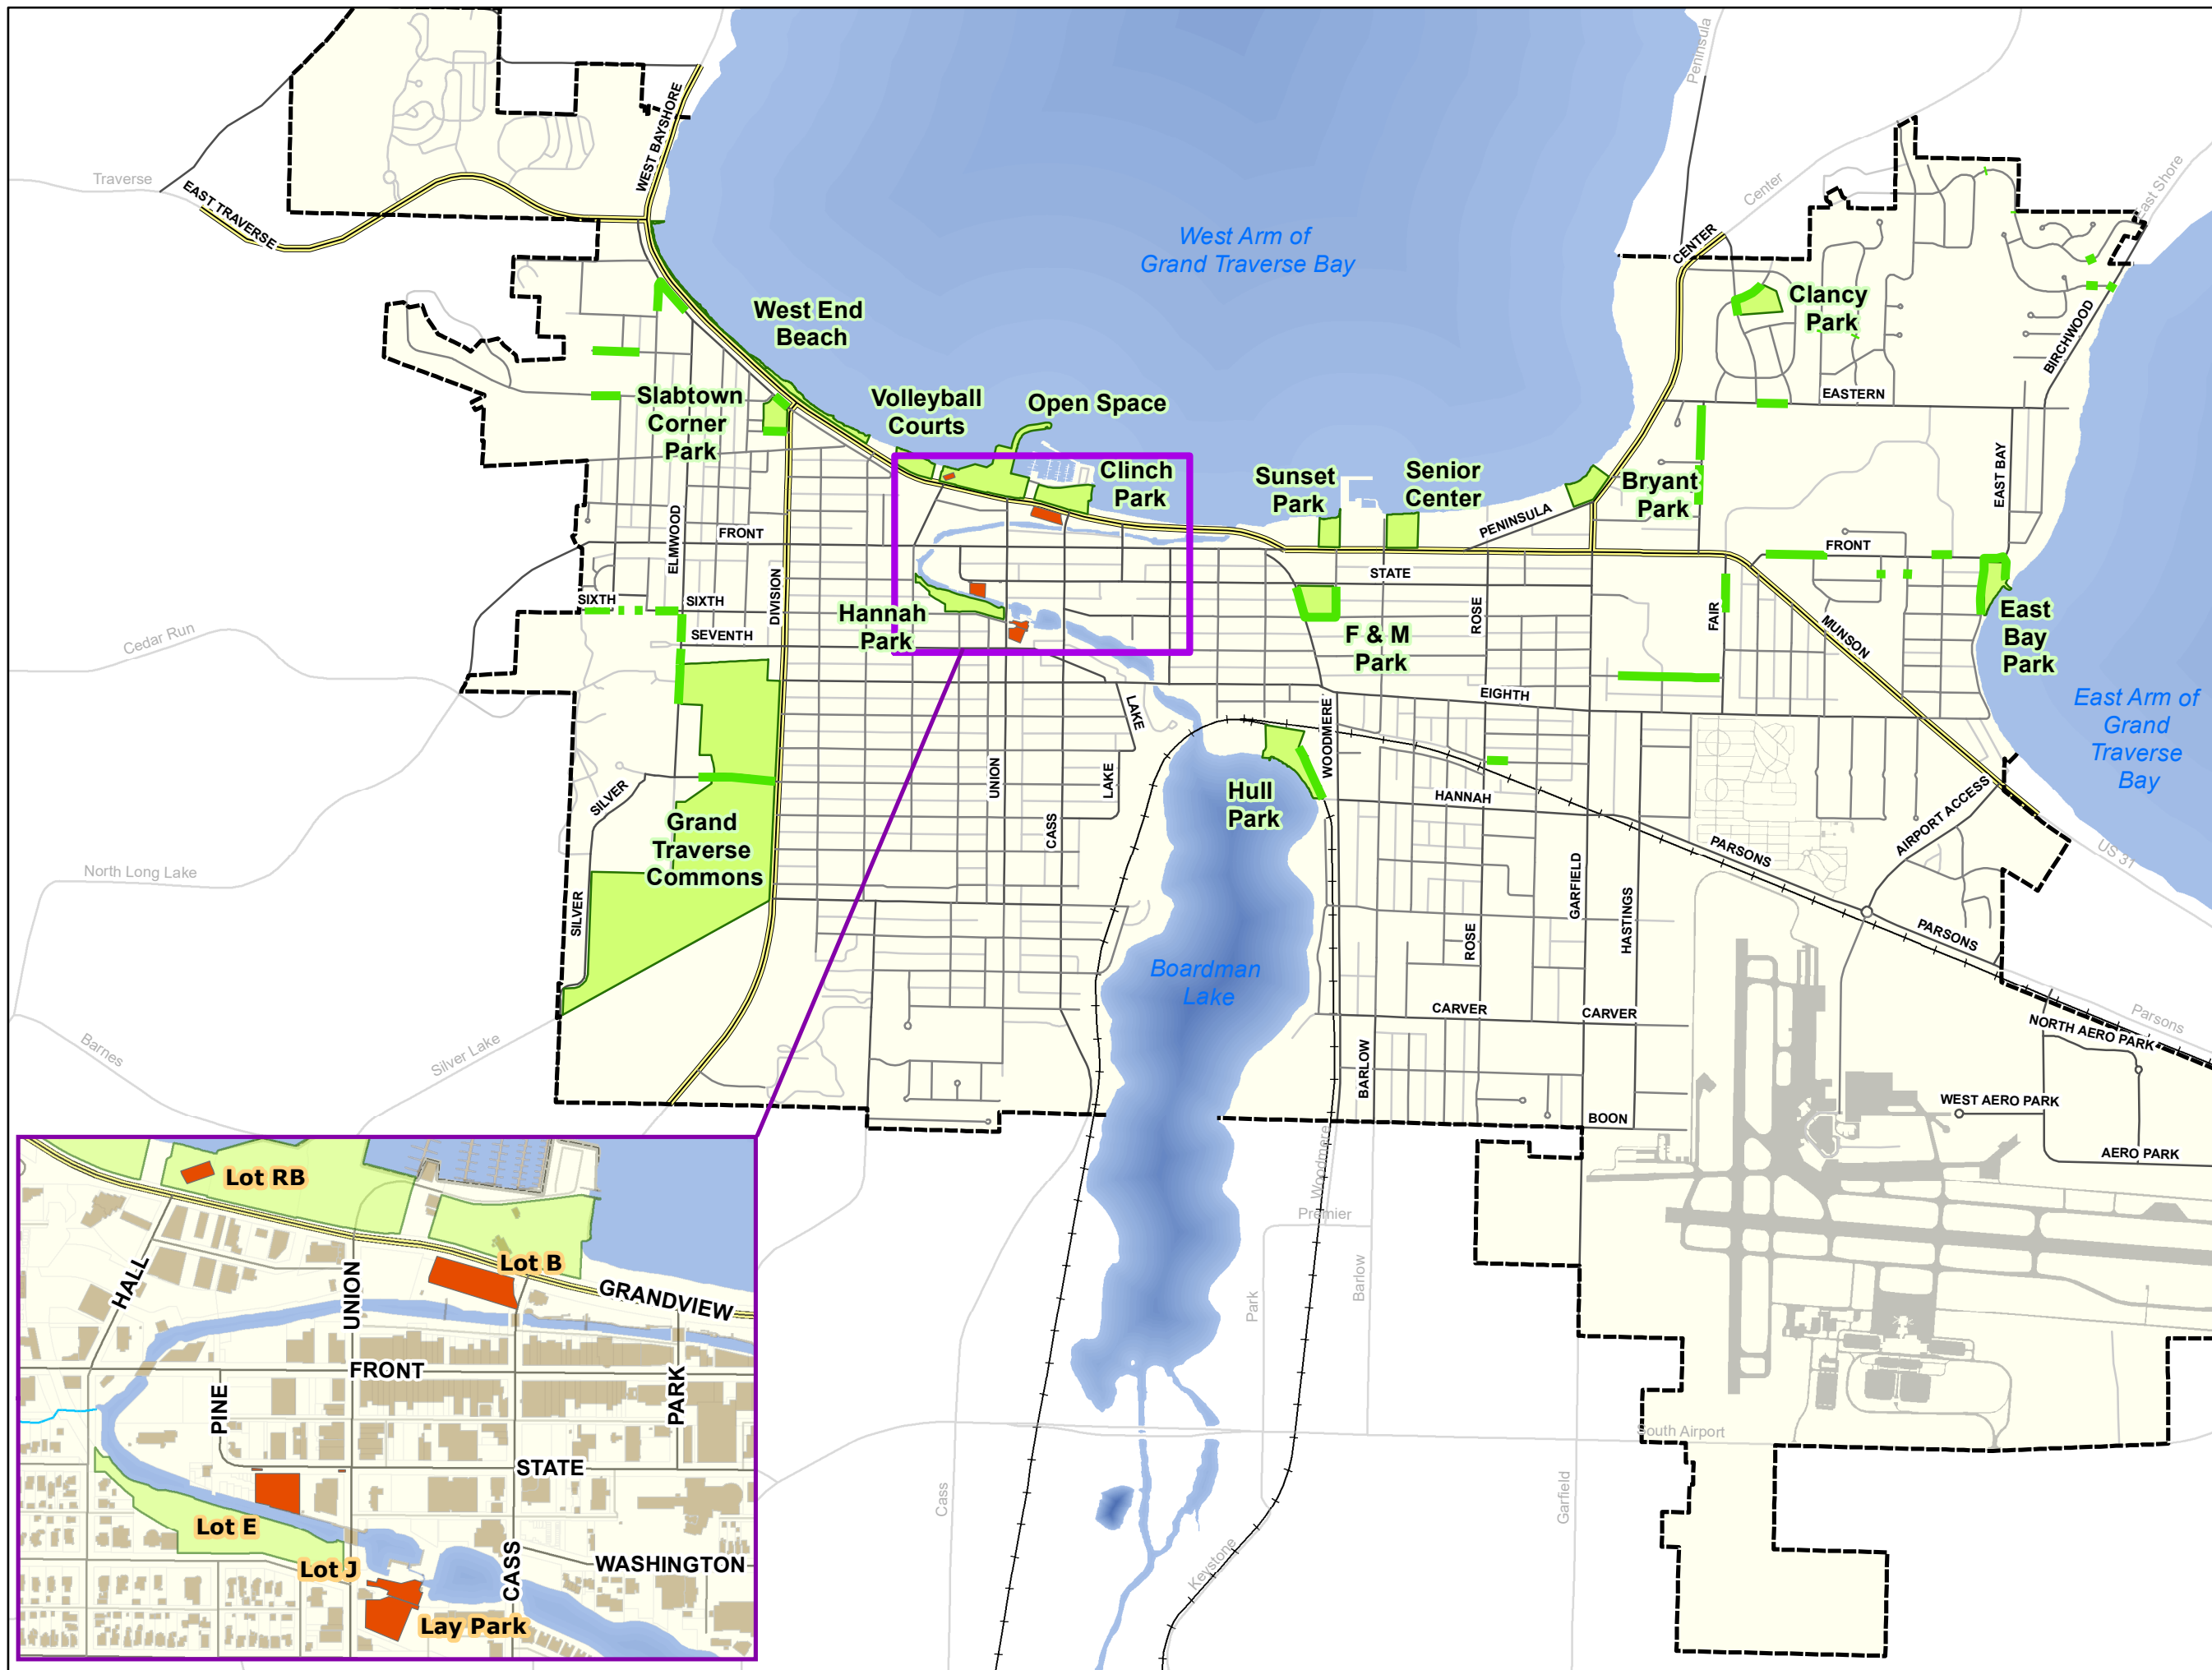 Peninsula
WEST BAYSHORE
Traverse
EAST TRAVERSE
Center
East Shore
West Arm of
Grand Traverse Bay
CENTER
Clancy
Park
West End
Beach
BIRCHWOOD
Slabtown
Corner
Park
Volleyball
Courts
Open Space
EASTERN
Clinch
Park
Sunset
Park
Senior
Center
Bryant
Park
EAST BAY
PENINSULA
ELMWOOD
FRONT
FRONT
DIVISION
STATE
SIXTH
SIXTH
SEVENTH
Hannah
Park
F & M
Park
ROSE
FAIR
MUNSON
East
Bay
Park
Cedar Run
EIGHTH
LAKE
WOODMERE
East Arm of
Grand
Traverse
Bay
SILVER
UNION
LAKE
Hull
Park
HANNAH
Grand
Traverse
Commons
CASS
PARSONS
AIRPORT ACCESS
US 31
North Long Lake
SILVER
GARFIELD
HASTINGS
ROSE
PARSONS
Boardman
Lake
CARVER
CARVER
Parsons
NORTH AERO PARK
Barnes
Silver Lake
BARLOW
WEST AERO PARK
BOON
AERO PARK
Woodmere
Premier
Park
Barlow
South Airport
Cass
Garfield
Keystone
Lot RB
Lot B
HALL
UNION
GRANDVIEW
FRONT
PINE
PARK
STATE
Lot E
Lot J
CASS
WASHINGTON
Lay Park